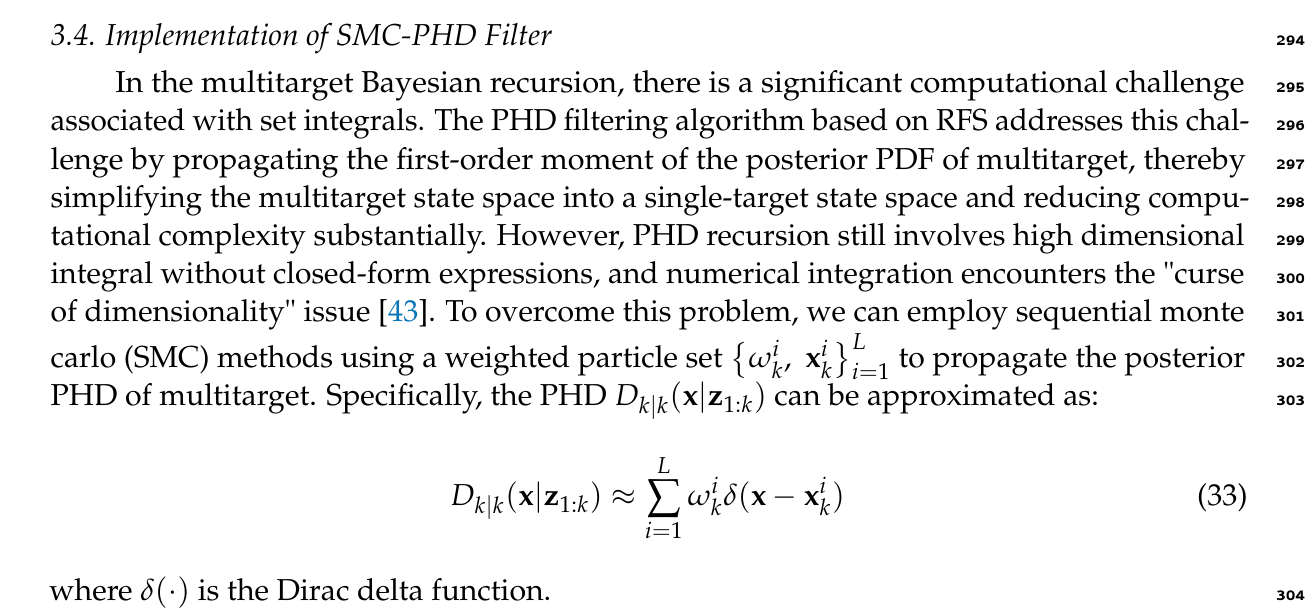 3.4. Implementation of SMC-PHD Filter 294
In the multitarget Bayesian recursion, there is a significant computational challenge 295
associated with set integrals. The PHD filtering algorithm based on RFS addresses this chal- 296
lenge by propagating the first-order moment of the posterior PDF of multitarget, thereby 297
simplifying the multitarget state space into a single-target state space and reducing compu- 298
tational complexity substantially. However, PHD recursion still involves high dimensional 299
integral without closed-form expressions, and numerical integration encounters the "curse 300
of dimensionality" issue [43]. To overcome this problem, we can employ sequential monte 301
carlo (SMC) methods using a weighted particle set $\{\omega_k^i, \mathbf{x}_k^i\}_{i=1}^L$ to propagate the posterior 302
PHD of multitarget. Specifically, the PHD $D_{k|k}(\mathbf{x}|\mathbf{z}_{1:k})$ can be approximated as: 303
$D_{k|k}(\mathbf{x}|\mathbf{z}_{1:k}) \approx \sum_{i=1}^{L} \omega_k^i \delta(\mathbf{x} - \mathbf{x}_k^i)$ (33)
where $\delta(\cdot)$ is the Dirac delta function. 304